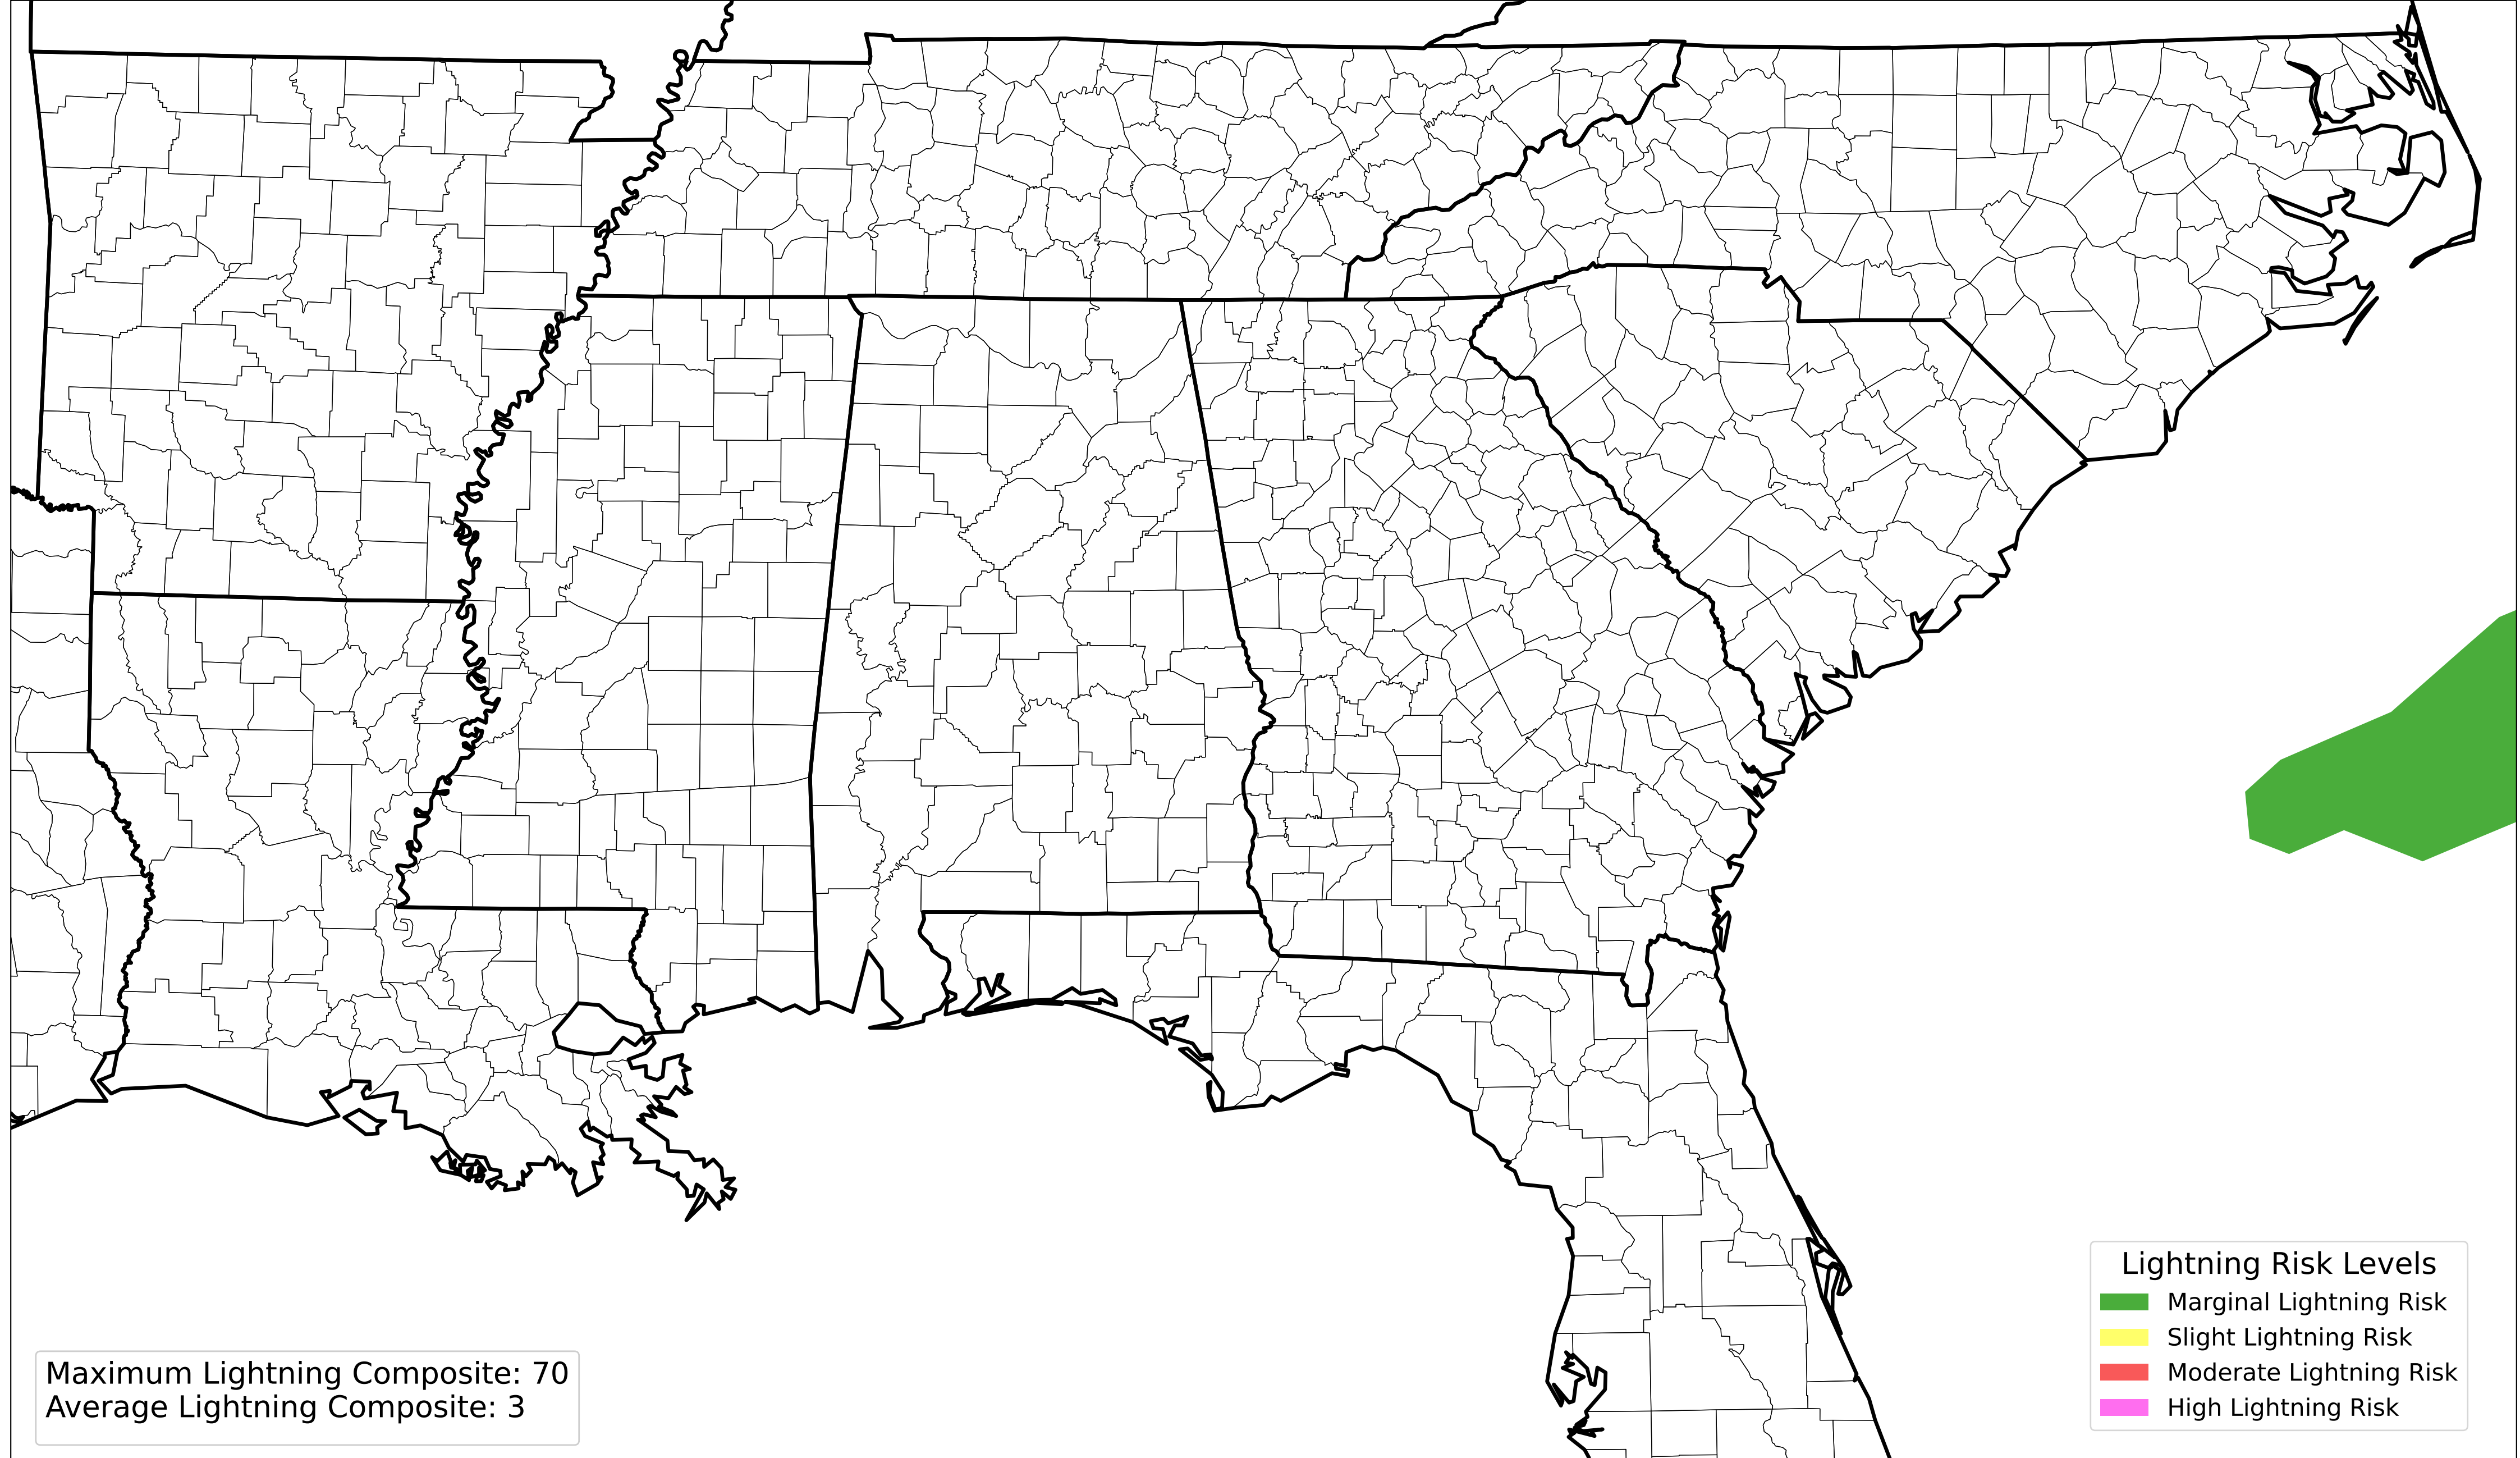 Lightning Risk Levels
Marginal Lightning Risk
Slight Lightning Risk
Moderate Lightning Risk
High Lightning Risk
Maximum Lightning Composite: 70
Average Lightning Composite: 3